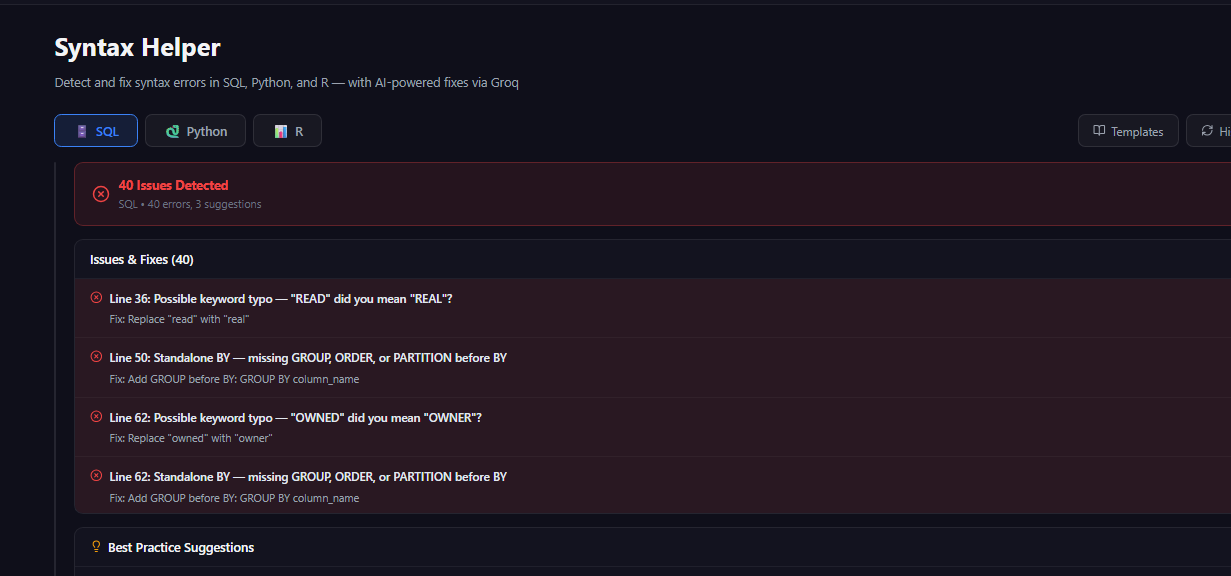 Syntax Helper
Detect and fix syntax errors in SQL, Python, and R — with AI-powered fixes via Groq
SQL Python R Templates
40 Issues Detected
SQL • 40 errors, 3 suggestions
Issues & Fixes (40)
Line 36: Possible keyword typo — "READ" did you mean "REAL"?
Fix: Replace "read" with "real"
Line 50: Standalone BY — missing GROUP, ORDER, or PARTITION before BY
Fix: Add GROUP before BY: GROUP BY column_name
Line 62: Possible keyword typo — "OWNED" did you mean "OWNER"?
Fix: Replace "owned" with "owner"
Line 62: Standalone BY — missing GROUP, ORDER, or PARTITION before BY
Fix: Add GROUP before BY: GROUP BY column_name
Best Practice Suggestions